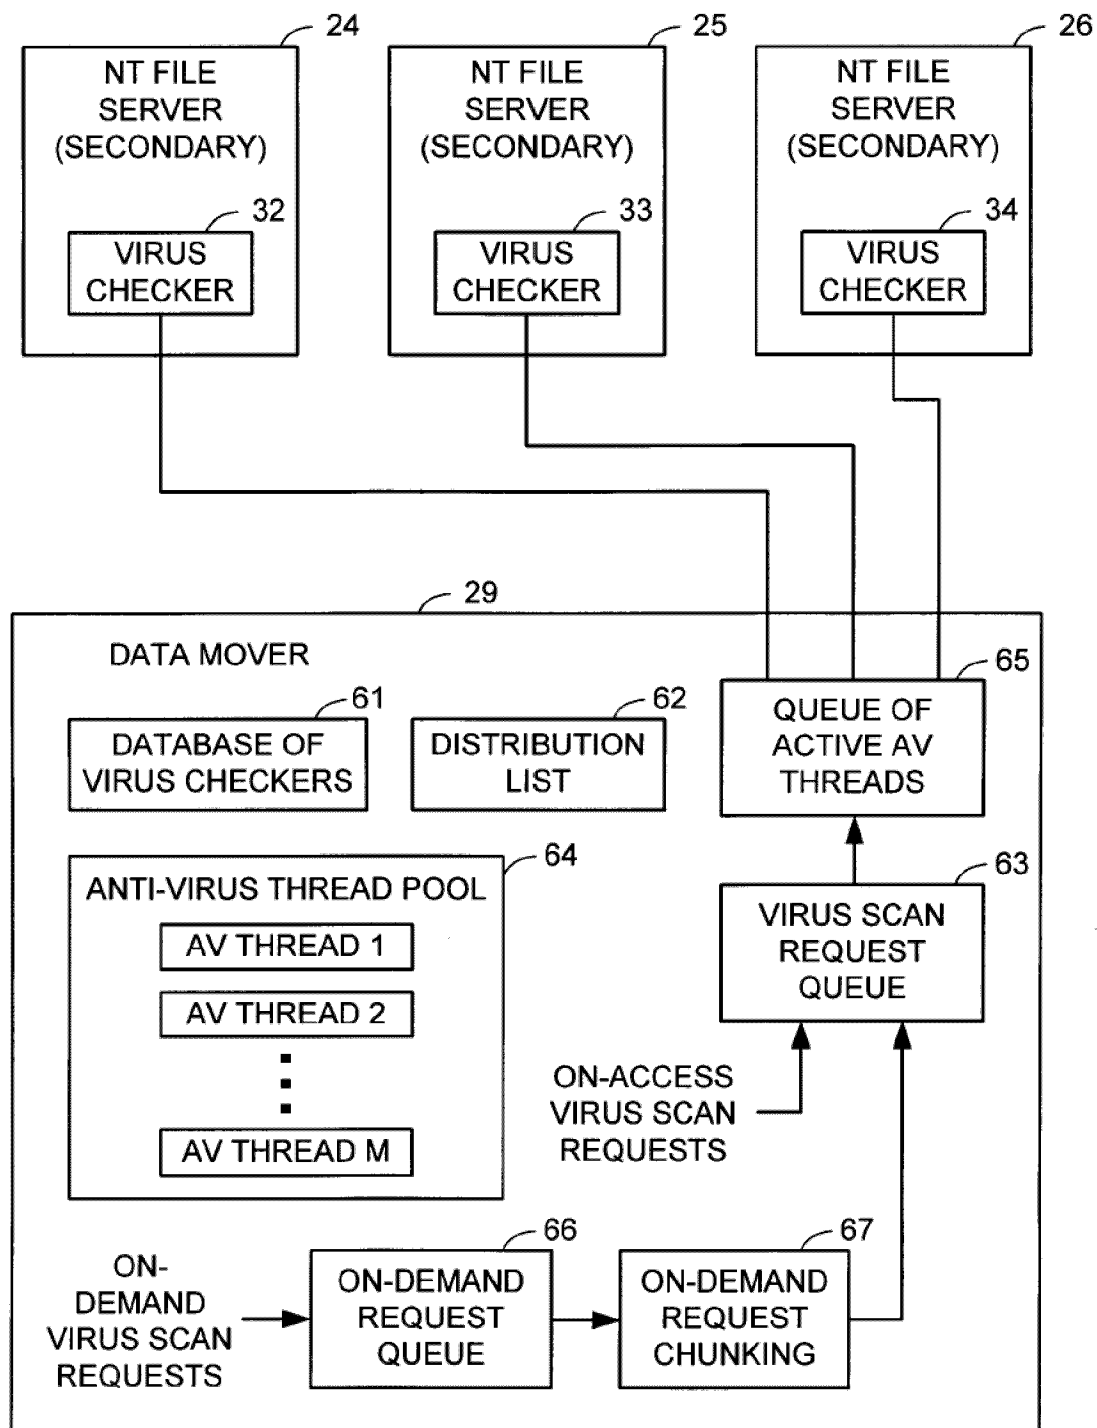 24
NT FILE
SERVER
(SECONDARY)
32
VIRUS
CHECKER
25
NT FILE
SERVER
(SECONDARY)
33
VIRUS
CHECKER
26
NT FILE
SERVER
(SECONDARY)
34
VIRUS
CHECKER
29
DATA MOVER
61
DATABASE OF
VIRUS CHECKERS
62
DISTRIBUTION
LIST
65
QUEUE OF
ACTIVE AV
THREADS
64
ANTI-VIRUS THREAD POOL
AV THREAD 1
AV THREAD 2
AV THREAD M
63
VIRUS SCAN
REQUEST
QUEUE
ON-ACCESS
VIRUS SCAN
REQUESTS
ON-
DEMAND
VIRUS SCAN
REQUESTS
66
ON-DEMAND
REQUEST
QUEUE
67
ON-DEMAND
REQUEST
CHUNKING